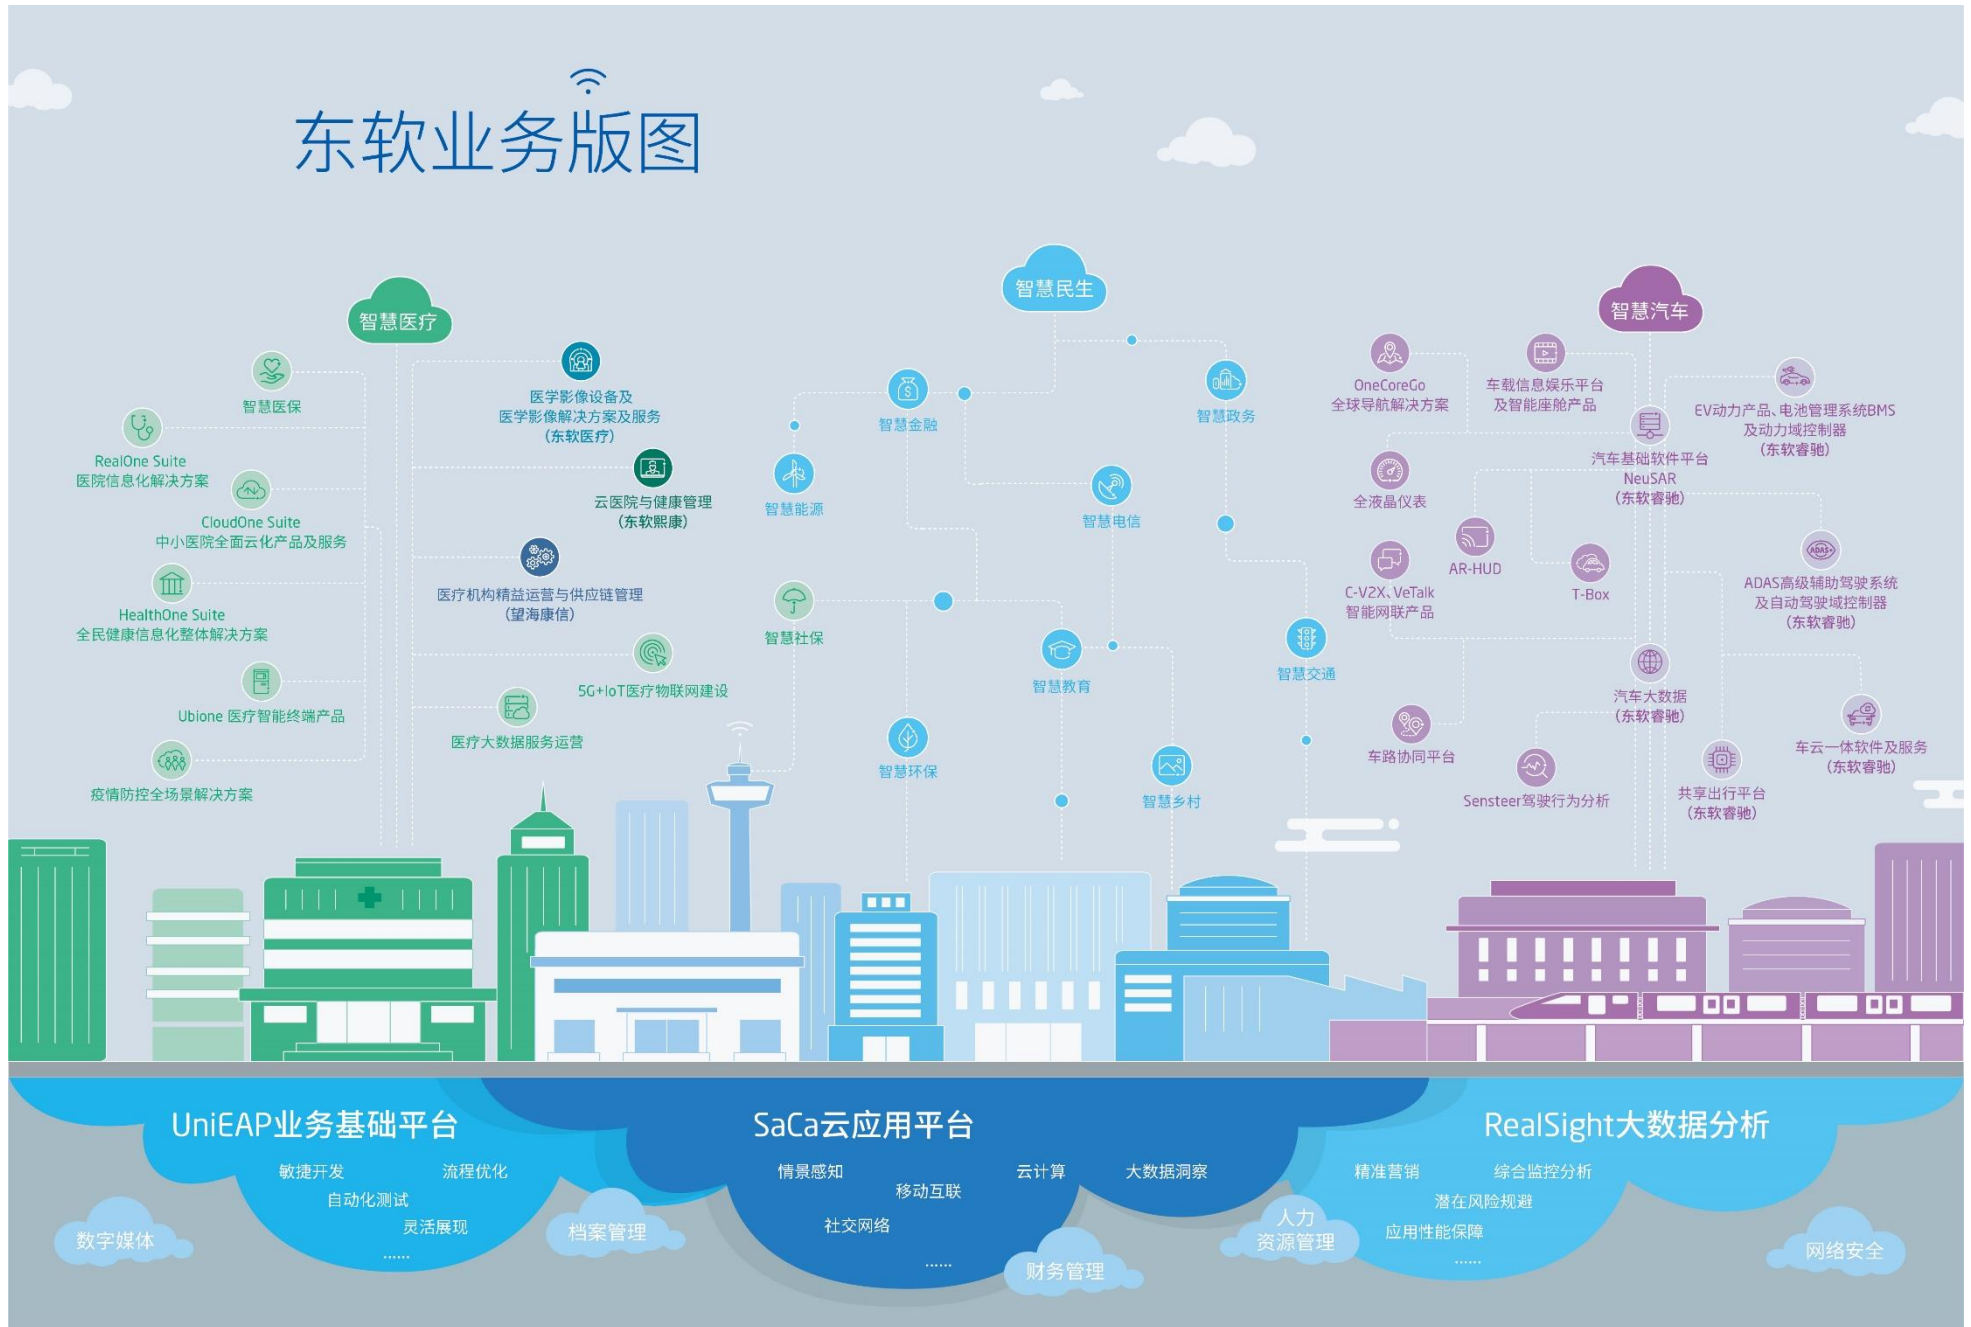 东软业务版图
智慧医疗
智慧医保
RealOne Suite
医院信息化解决方案
CloudOne Suite
中小医院全面云化产品及服务
HealthOne Suite
全民健康信息化整体解决方案
Ubione 医疗智能终端产品
疫情防控全场景解决方案
医学影像设备及
医学影像解决方案及服务
(东软医疗)
云医院与健康管理
(东软熙康)
医疗机构精益运营与供应链管理
(望海康信)
5G+IoT医疗物联网建设
医疗大数据服务运营
智慧民生
智慧金融
智慧政务
智慧能源
智慧电信
智慧社保
智慧教育
智慧交通
智慧环保
智慧乡村
智慧汽车
OneCoreGo
全球导航解决方案
车载信息娱乐平台
及智能座舱产品
EV动力产品、电池管理系统BMS
及动力域控制器
(东软睿驰)
汽车基础软件平台
NeuSAR
(东软睿驰)
全液晶仪表
AR-HUD
T-Box
ADAS+
ADAS高级辅助驾驶系统
及自动驾驶域控制器
(东软睿驰)
C-V2X、VeTalk
智能网联产品
汽车大数据
(东软睿驰)
车路协同平台
Sensteer驾驶行为分析
共享出行平台
(东软睿驰)
车云一体软件及服务
(东软睿驰)
UniEAP业务基础平台
敏捷开发
流程优化
自动化测试
灵活展现
......
SaCa云应用平台
情景感知
云计算
大数据洞察
移动互联
社交网络
......
RealSight大数据分析
精准营销
综合监控分析
潜在风险规避
应用性能保障
......
数字媒体
档案管理
财务管理
人力
资源管理
网络安全